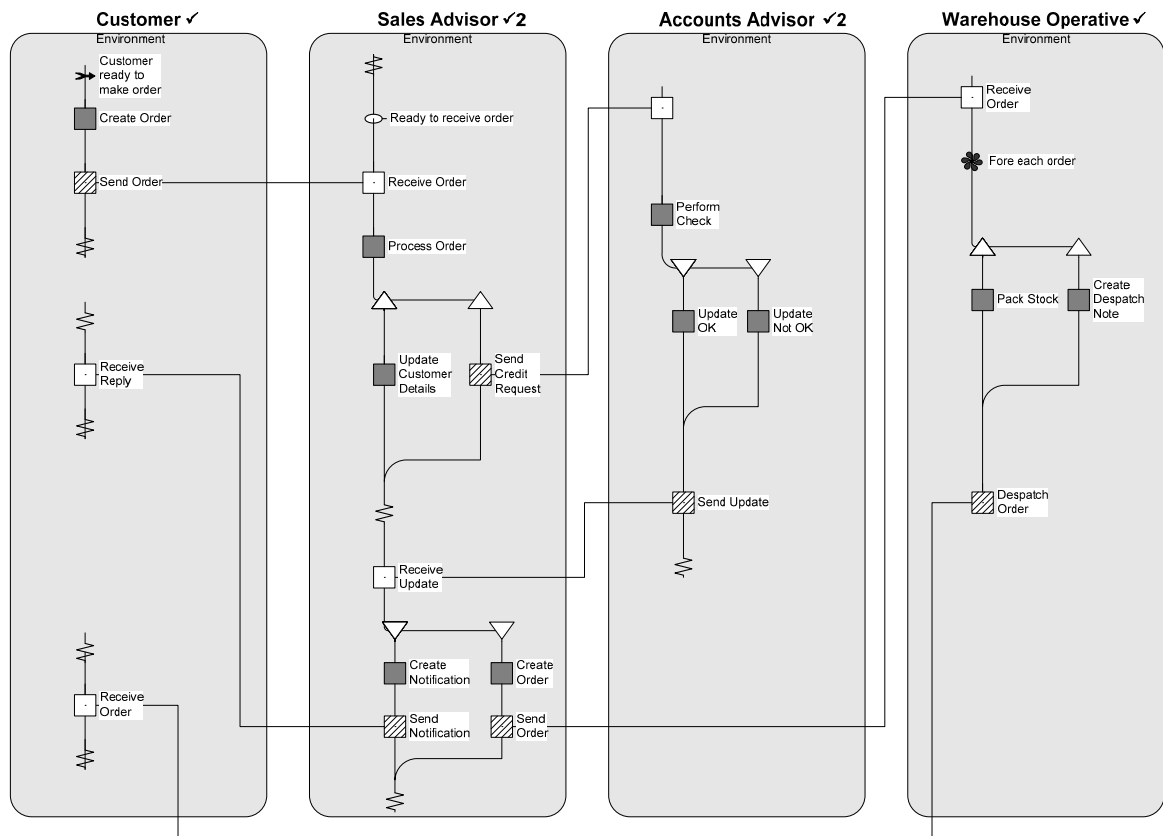 Customer ✓
Sales Advisor ✓2
Accounts Advisor ✓2
Warehouse Operative ✓
Environment
Environment
Environment
Environment
Customer
ready to
make order
Create Order
Send Order
Receive
Reply
Receive
Order
Ready to receive order
Receive Order
Process Order
Update
Customer
Details
Send
Credit
Request
Receive
Update
Create
Notification
Create
Order
Send
Notification
Send
Order
Perform
Check
Update
OK
Update
Not OK
Send Update
Receive
Order
Fore each order
Pack Stock
Create
Despatch
Note
Despatch
Order